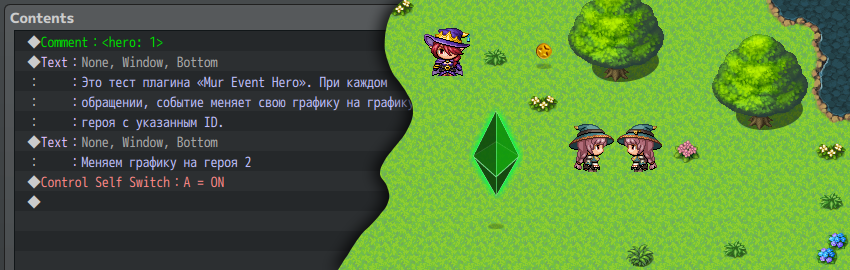 Contents
◆Comment：<hero: 1>
◆Text：None, Window, Bottom
：　　：Это тест плагина «Mur Event Hero». При каждом
：　　：обращении, событие меняет свою графику на график
：　　：героя с указанным ID.
◆Text：None, Window, Bottom
：　　：Меняем графику на героя 2
◆Control Self Switch：A = ON
◆